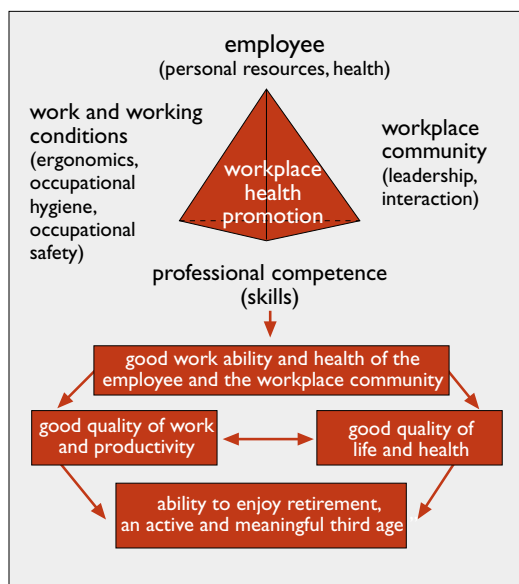 employee
(personal resources, health)
work and working
conditions
(ergonomics,
occupational
hygiene,
occupational
safety)
workplace
community
(leadership,
interaction)
workplace
health
promotion
professional competence
(skills)
good work ability and health of the
employee and the workplace community
good quality of work
and productivity
good quality of
life and health
ability to enjoy retirement,
an active and meaningful third age